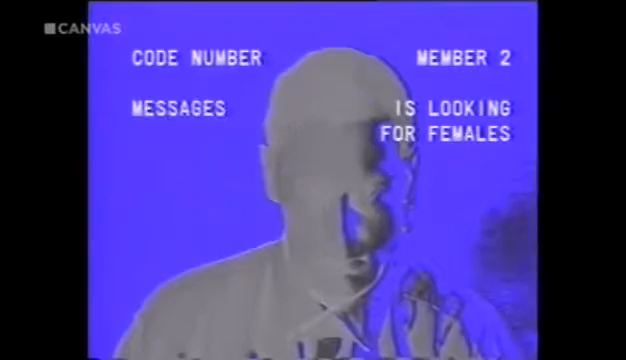 CANVAS
CODE NUMBER
MEMBER 2
MESSAGES
IS LOOKING
FOR FEMALES